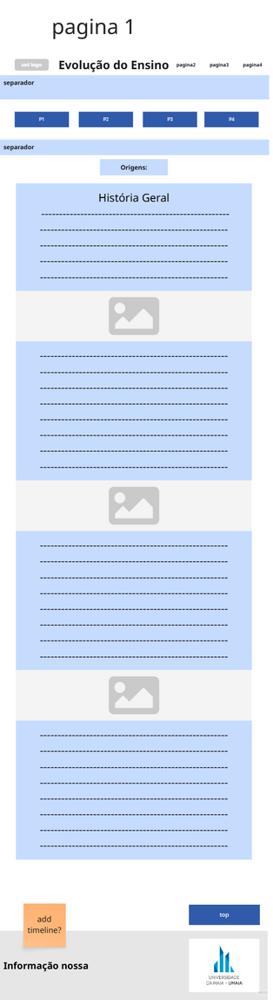 pagina 1
uni logo
Evolução do Ensino
pagina2
pagina3
pagina4
separador
P1
P2
P3
P4
separador
Origens:
História Geral
add
timeline?
top
Informação nossa
UNIVERSIDADE
DA MAIA – UMAIA